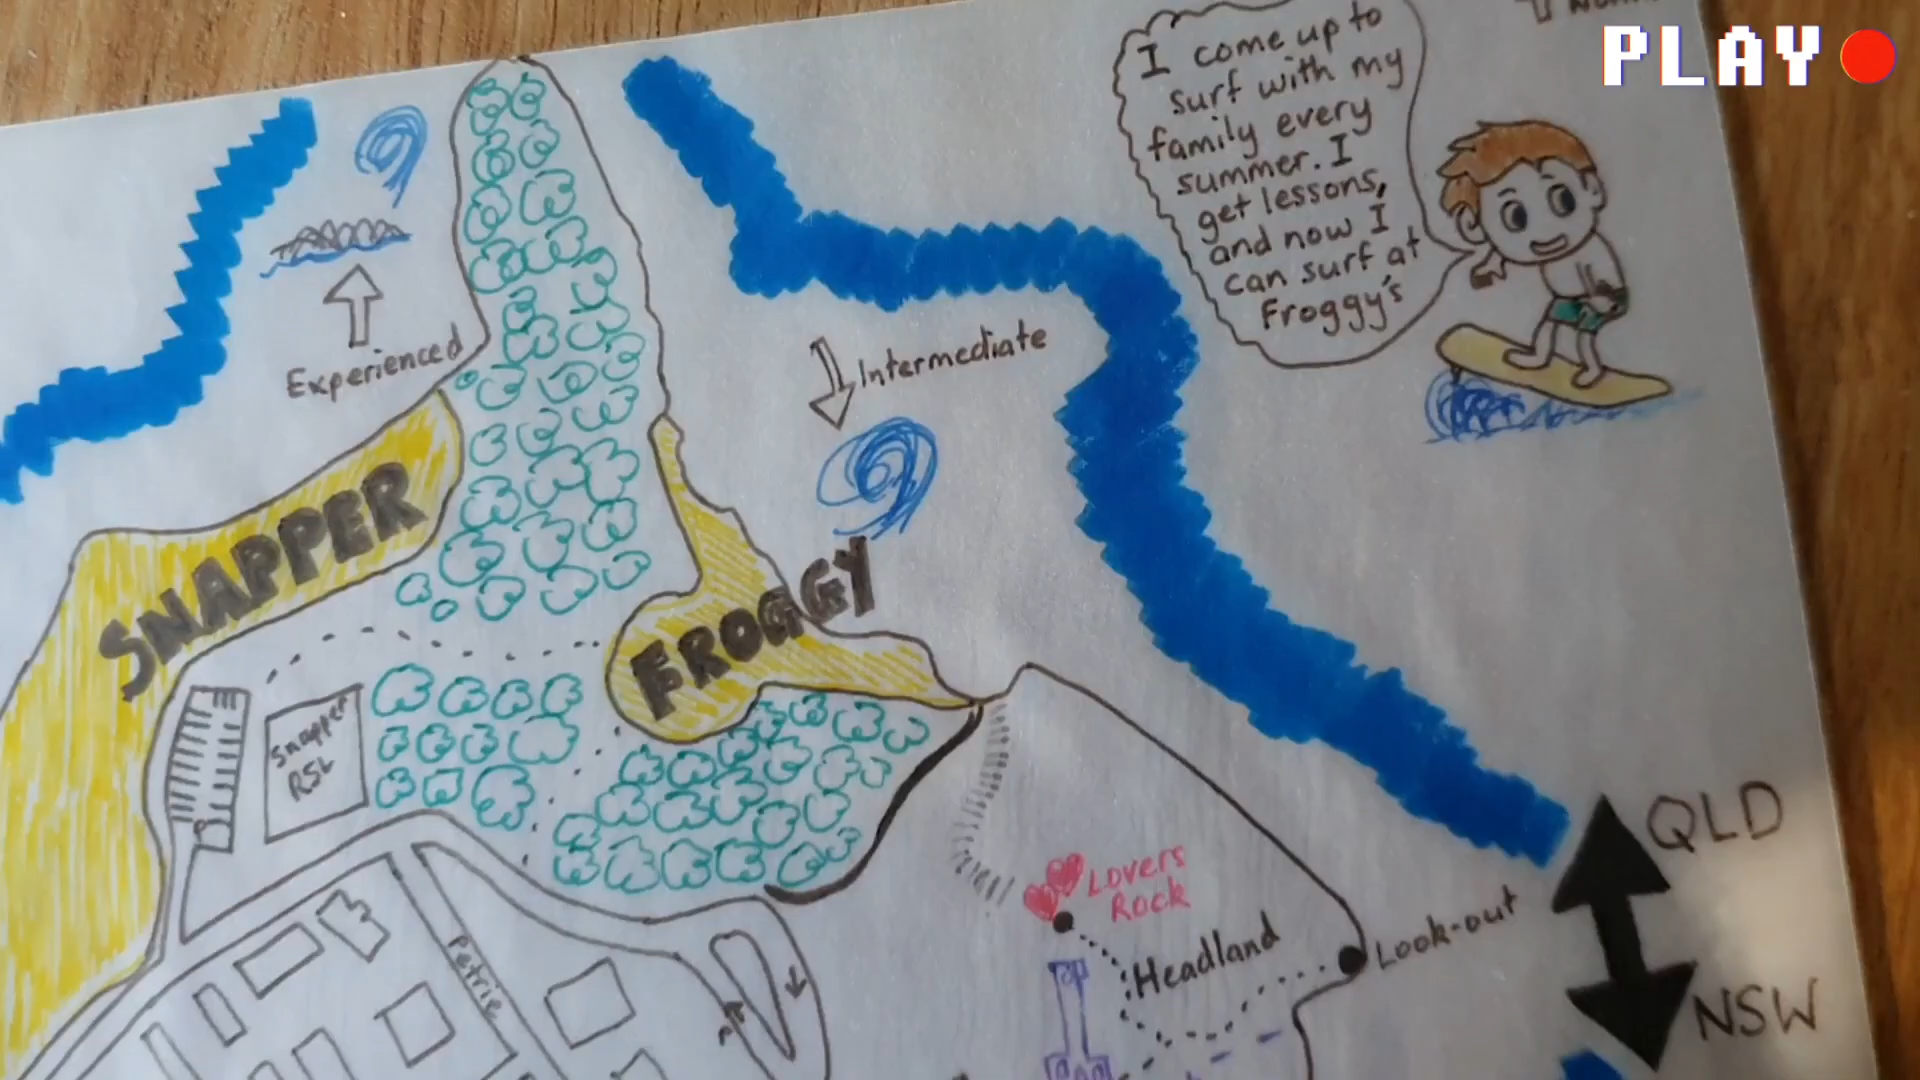 PLAY
I come up to
surf with my
family every
summer. I
get lessons,
and now I
can surf at
Froggy's
Experienced
Intermediate
SNAPPER
FROGGY
Snapper
RSL
Petrie
Lovers
Rock
Headland
Look-out
QLD
NSW